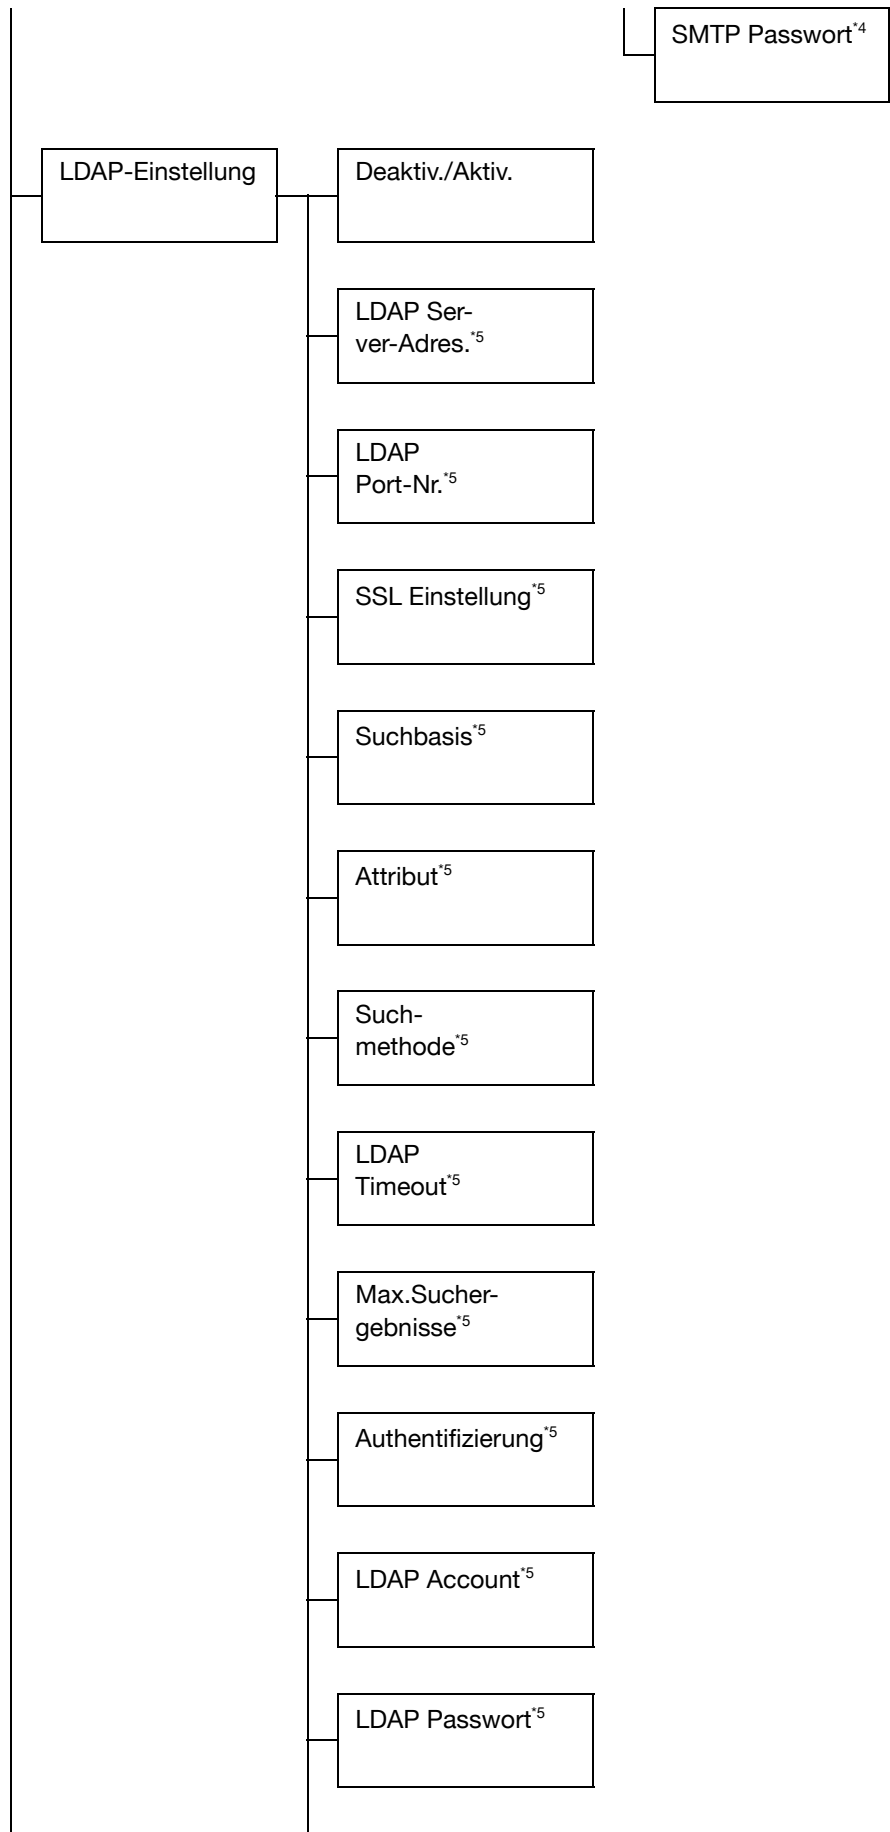 SMTP Passwort*4
LDAP-Einstellung
Deaktiv./Aktiv.
LDAP Ser-
ver-Adres.*5
LDAP
Port-Nr.*5
SSL Einstellung*5
Suchbasis*5
Attribut*5
Such-
methode*5
LDAP
Timeout*5
Max.Sucher-
gebnisse*5
Authentifizierung*5
LDAP Account*5
LDAP Passwort*5